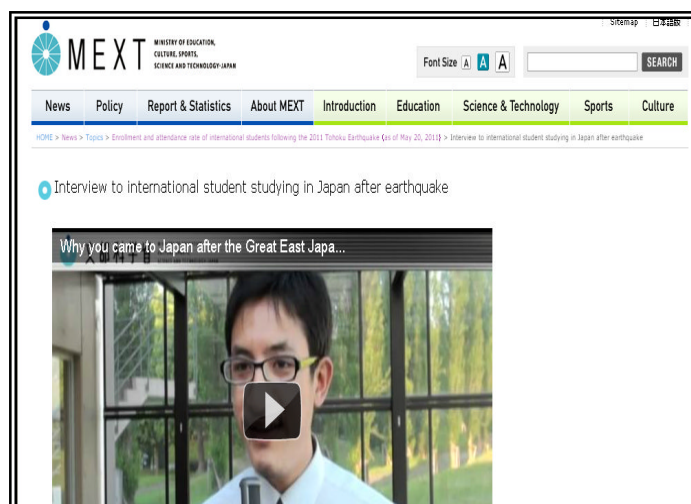 Sitemap 日本語版
MEXT
MINISTRY OF EDUCATION,
CULTURE, SPORTS,
SCIENCE AND TECHNOLOGY-JAPAN
Font Size A A A
SEARCH
News Policy Report & Statistics About MEXT Introduction Education Science & Technology Sports Culture
HOME > News > Topics > Enrollment and attendance rate of international students following the 2011 Tohoku Earthquake (as of May 20, 2011) > Interview to international student studying in Japan after earthquake
Interview to international student studying in Japan after earthquake
Why you came to Japan after the Great East Japa...